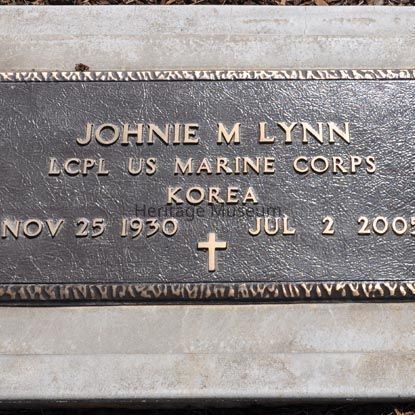 JOHNIE M LYNN
LCPL US MARINE CORPS
KOREA
Heritage Museum
NOV 25 1930 JUL 2 2005